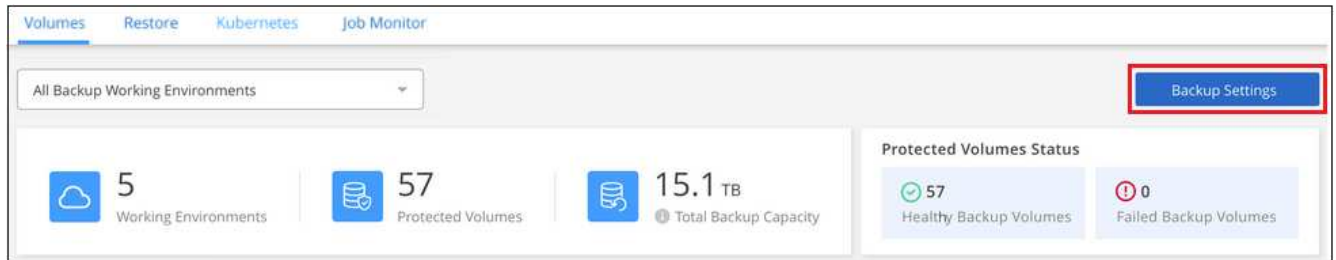 Volumes Restore Kubernetes Job Monitor
All Backup Working Environments
Backup Settings
5
Working Environments
57
Protected Volumes
15.1 TB
Total Backup Capacity
Protected Volumes Status
57
Healthy Backup Volumes
0
Failed Backup Volumes